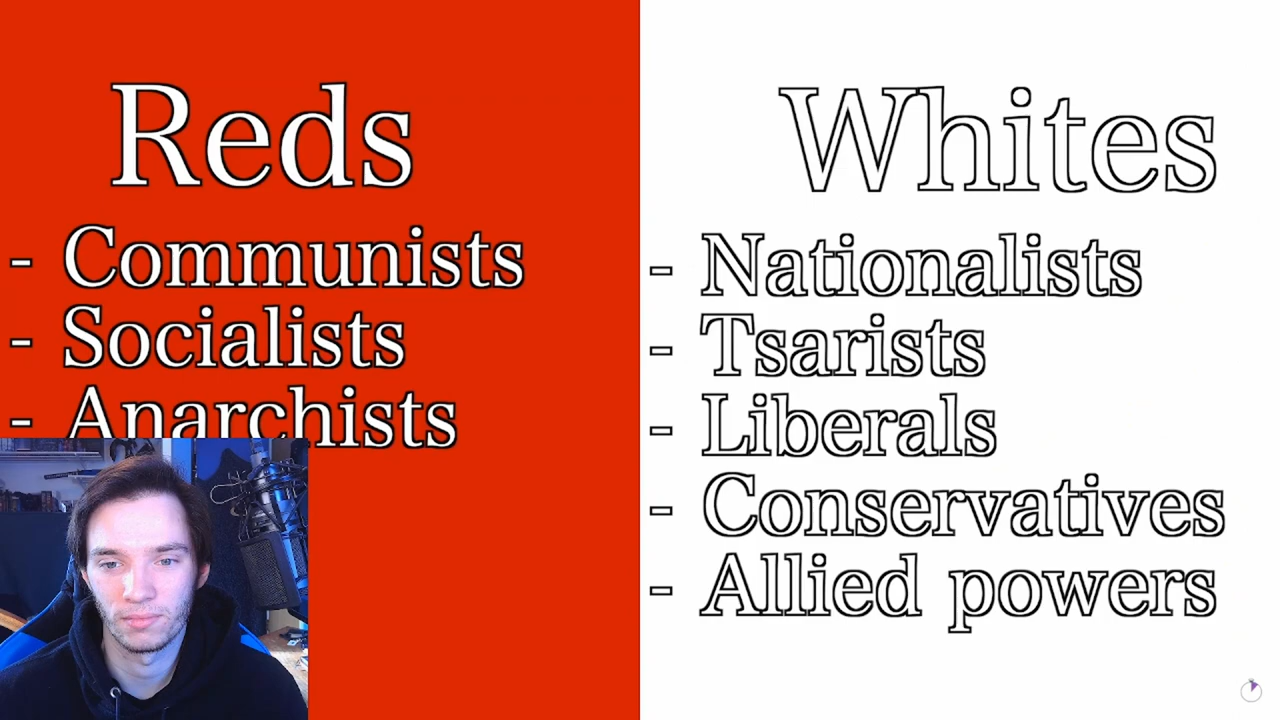 Reds
- Communists
- Socialists
- Anarchists
Whites
- Nationalists
- Tsarists
- Liberals
- Conservatives
- Allied powers